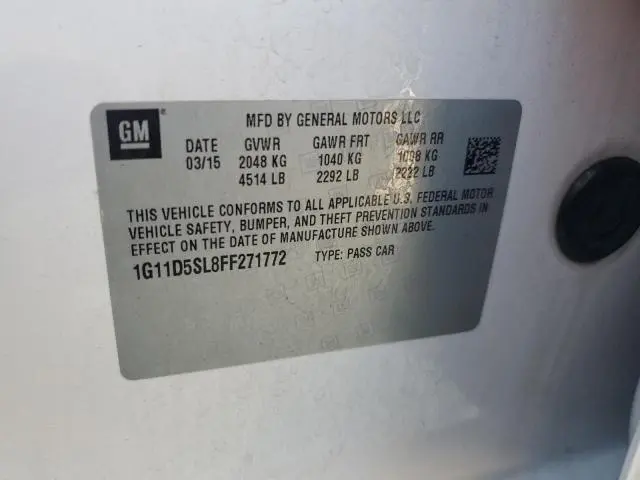 GM
MFD BY GENERAL MOTORS LLC
DATE GVWR GAWR FRT GAWR RR
03/15 2048 KG 1040 KG 1008 KG
4514 LB 2292 LB 2222 LB
THIS VEHICLE CONFORMS TO ALL APPLICABLE U.S. FEDERAL MOTOR
VEHICLE SAFETY, BUMPER, AND THEFT PREVENTION STANDARDS IN
EFFECT ON THE DATE OF MANUFACTURE SHOWN ABOVE.
1G11D5SL8FF271772 TYPE: PASS CAR